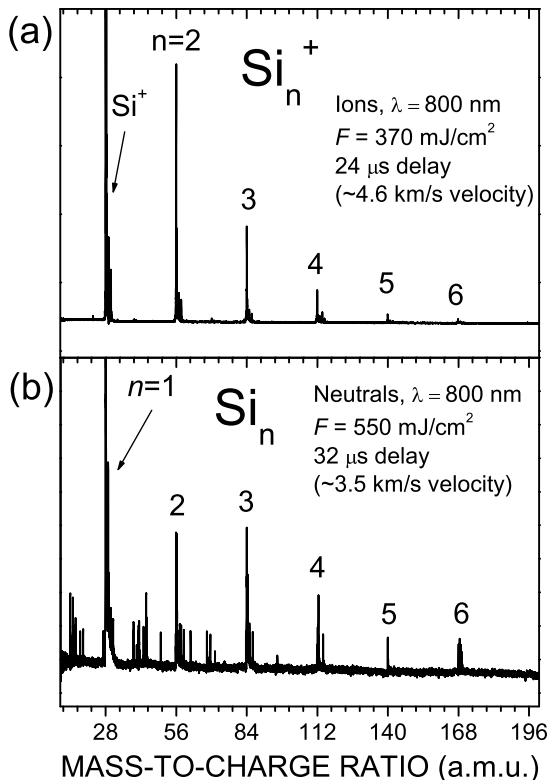 (a)
n=2
Siₙ⁺
Si⁺
Ions, λ = 800 nm
F = 370 mJ/cm²
24 μs delay
(~4.6 km/s velocity)
3
4
5
6
(b)
n=1
Siₙ
Neutrals, λ = 800 nm
F = 550 mJ/cm²
32 μs delay
(~3.5 km/s velocity)
2
3
4
5
6
28 56 84 112 140 168 196
MASS-TO-CHARGE RATIO (a.m.u.)